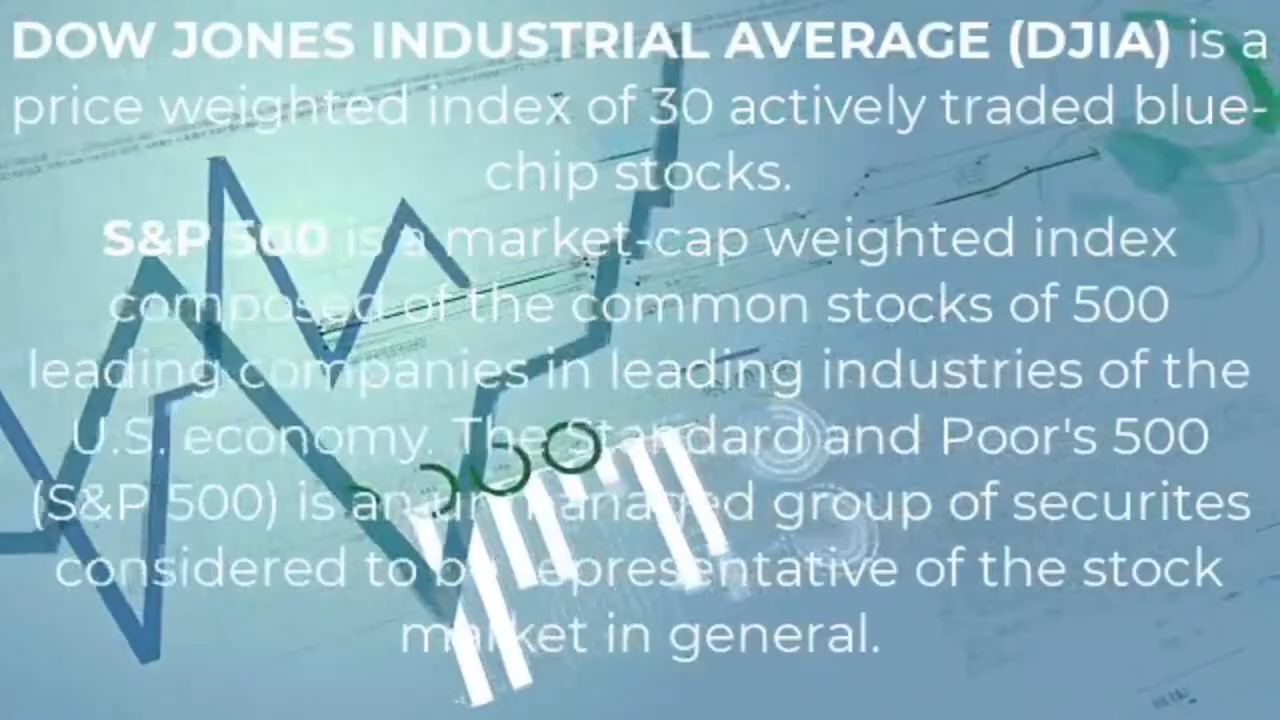 DOW JONES INDUSTRIAL AVERAGE (DJIA) is a
price weighted index of 30 actively traded blue-
chip stocks.
S&P 500 is a market-cap weighted index
composed of the common stocks of 500
leading companies in leading industries of the
U.S. economy. The Standard and Poor's 500
(S&P 500) is an unmanaged group of securites
considered to be representative of the stock
market in general.